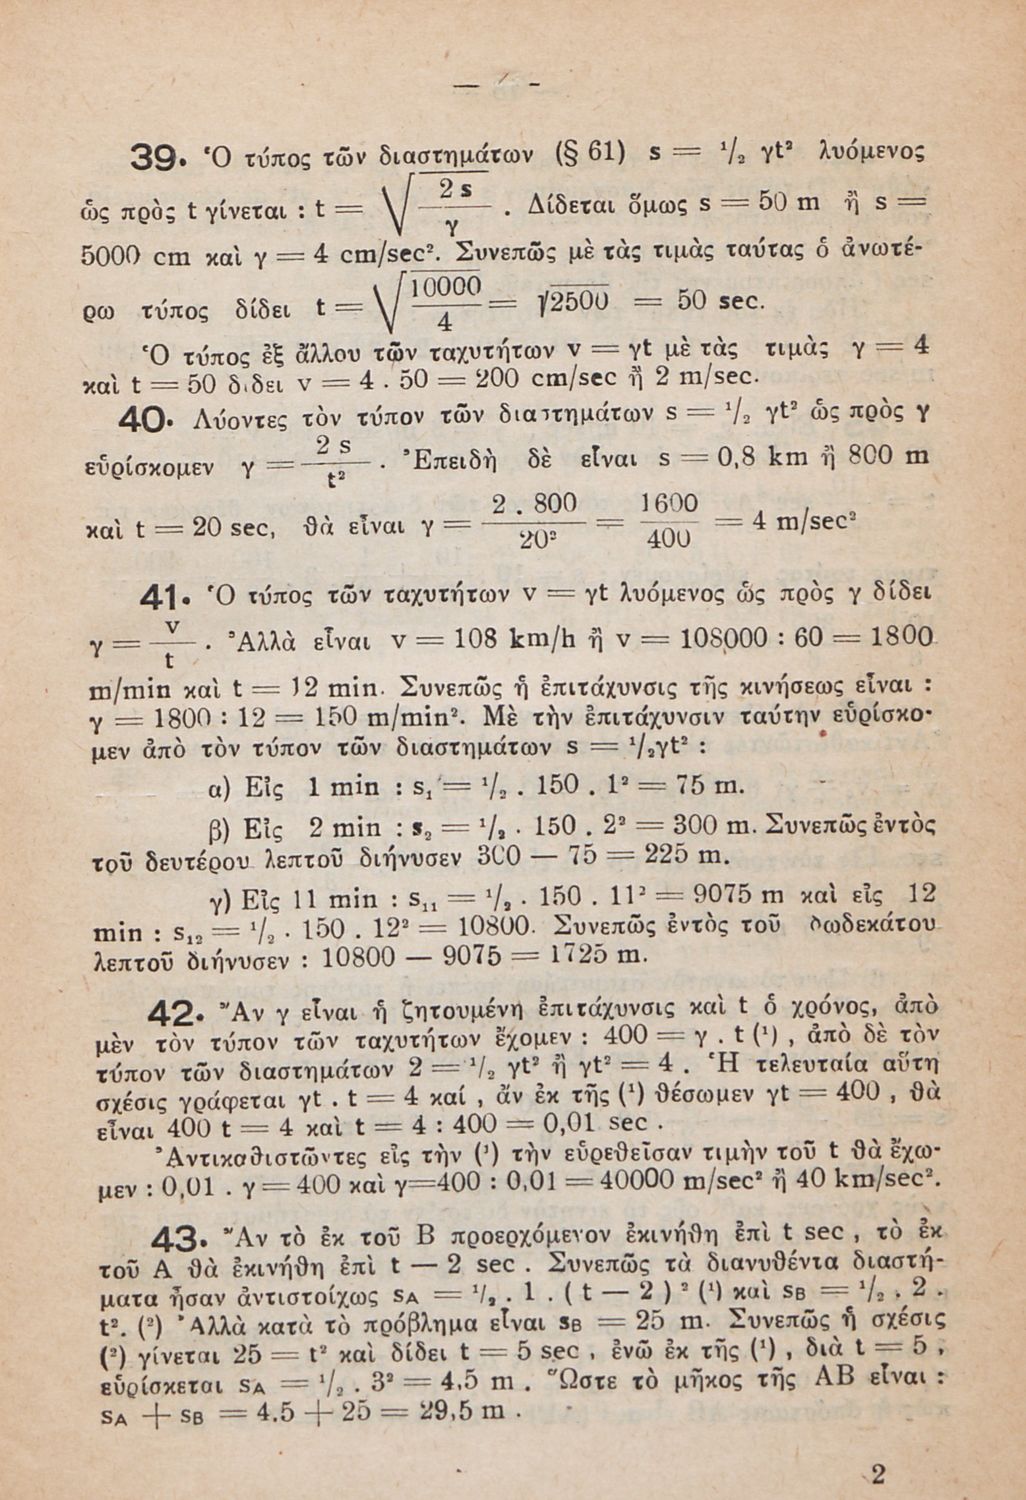 39. Ὁ τύπος τῶν διαστημάτων (§ 61) s = ¹/₂ γt² λυόμενος
ὡς πρὸς t γίνεται : t = √(2s / γ) . Δίδεται ὅμως s = 50 m ἢ s =
5000 cm καὶ γ = 4 cm/sec². Συνεπῶς μὲ τὰς τιμὰς ταύτας ὁ ἀνωτέ-
ρω τύπος δίδει t = √(10000 / 4) = √2500 = 50 sec.
Ὁ τύπος ἐξ ἄλλου τῶν ταχυτήτων v = γt μὲ τὰς τιμὰς γ = 4
καὶ t = 50 δίδει v = 4 . 50 = 200 cm/sec ἢ 2 m/sec.
40. Λύοντες τὸν τύπον τῶν διαστημάτων s = ¹/₂ γt² ὡς πρὸς γ
εὑρίσκομεν γ = 2s / t² . Ἐπειδὴ δὲ εἶναι s = 0,8 km ἢ 800 m
καὶ t = 20 sec, θὰ εἶναι γ = 2 . 800 / 20² = 1600 / 400 = 4 m/sec²
41. Ὁ τύπος τῶν ταχυτήτων v = γt λυόμενος ὡς πρὸς γ δίδει
γ = v / t . Ἀλλὰ εἶναι v = 108 km/h ἢ v = 108000 : 60 = 1800
m/min καὶ t = 12 min. Συνεπῶς ἡ ἐπιτάχυνσις τῆς κινήσεως εἶναι :
γ = 1800 : 12 = 150 m/min². Μὲ τὴν ἐπιτάχυνσιν ταύτην εὑρίσκο-
μεν ἀπὸ τὸν τύπον τῶν διαστημάτων s = ¹/₂γt² :
α) Εἰς 1 min : s₁ = ¹/₂ . 150 . 1² = 75 m.
β) Εἰς 2 min : s₂ = ¹/₂ . 150 . 2² = 300 m. Συνεπῶς ἐντὸς
τοῦ δευτέρου λεπτοῦ διήνυσεν 300 — 75 = 225 m.
γ) Εἰς 11 min : s₁₁ = ¹/₂ . 150 . 11² = 9075 m καὶ εἰς 12
min : s₁₂ = ¹/₂ . 150 . 12² = 10800. Συνεπῶς ἐντὸς τοῦ δωδεκάτου
λεπτοῦ διήνυσεν : 10800 — 9075 = 1725 m.
42. Ἂν γ εἶναι ἡ ζητουμένη ἐπιτάχυνσις καὶ t ὁ χρόνος, ἀπὸ
μὲν τὸν τύπον τῶν ταχυτήτων ἔχομεν : 400 = γ . t (¹) , ἀπὸ δὲ τὸν
τύπον τῶν διαστημάτων 2 = ¹/₂ γt² ἢ γt² = 4 . Ἡ τελευταία αὕτη
σχέσις γράφεται γt . t = 4 καί , ἂν ἐκ τῆς (¹) θέσωμεν γt = 400 , θὰ
εἶναι 400 t = 4 καὶ t = 4 : 400 = 0,01 sec .
Ἀντικαθιστῶντες εἰς τὴν (¹) τὴν εὑρεθεῖσαν τιμὴν τοῦ t θὰ ἔχω-
μεν : 0,01 . γ = 400 καὶ γ=400 : 0,01 = 40000 m/sec² ἢ 40 km/sec².
43. Ἂν τὸ ἐκ τοῦ Β προερχόμενον ἐκινήθη ἐπὶ t sec , τὸ ἐκ
τοῦ Α θὰ ἐκινήθη ἐπὶ t — 2 sec . Συνεπῶς τὰ διανυθέντα διαστή-
ματα ἦσαν ἀντιστοίχως sᴀ = ¹/₂ . 1 . ( t — 2 ) ² (¹) καὶ sʙ = ¹/₂ . 2 .
t². (²) Ἀλλὰ κατὰ τὸ πρόβλημα εἶναι sʙ = 25 m. Συνεπῶς ἡ σχέσις
(²) γίνεται 25 = t² καὶ δίδει t = 5 sec , ἐνῶ ἐκ τῆς (¹) , διὰ t = 5 ,
εὑρίσκεται sᴀ = ¹/₂ . 3² = 4,5 m . Ὥστε τὸ μῆκος τῆς ΑΒ εἶναι :
sᴀ + sʙ = 4.5 + 25 = 29,5 m .
2